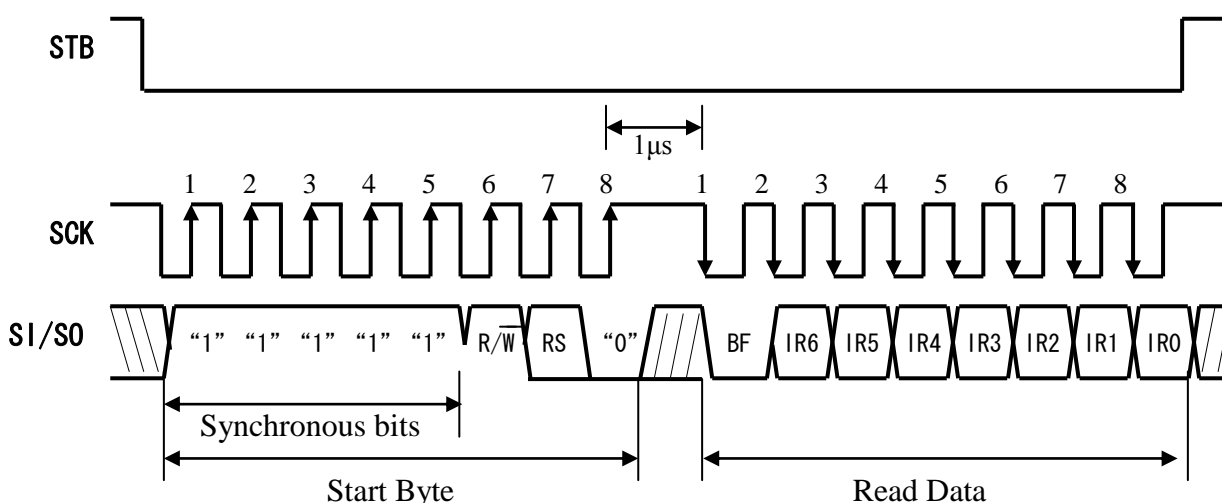 STB
1μs
1 2 3 4 5 6 7 8 1 2 3 4 5 6 7 8
SCK
SI/SO “1” “1” “1” “1” “1” R/W̅ RS “0” BF IR6 IR5 IR4 IR3 IR2 IR1 IR0
Synchronous bits
Start Byte Read Data